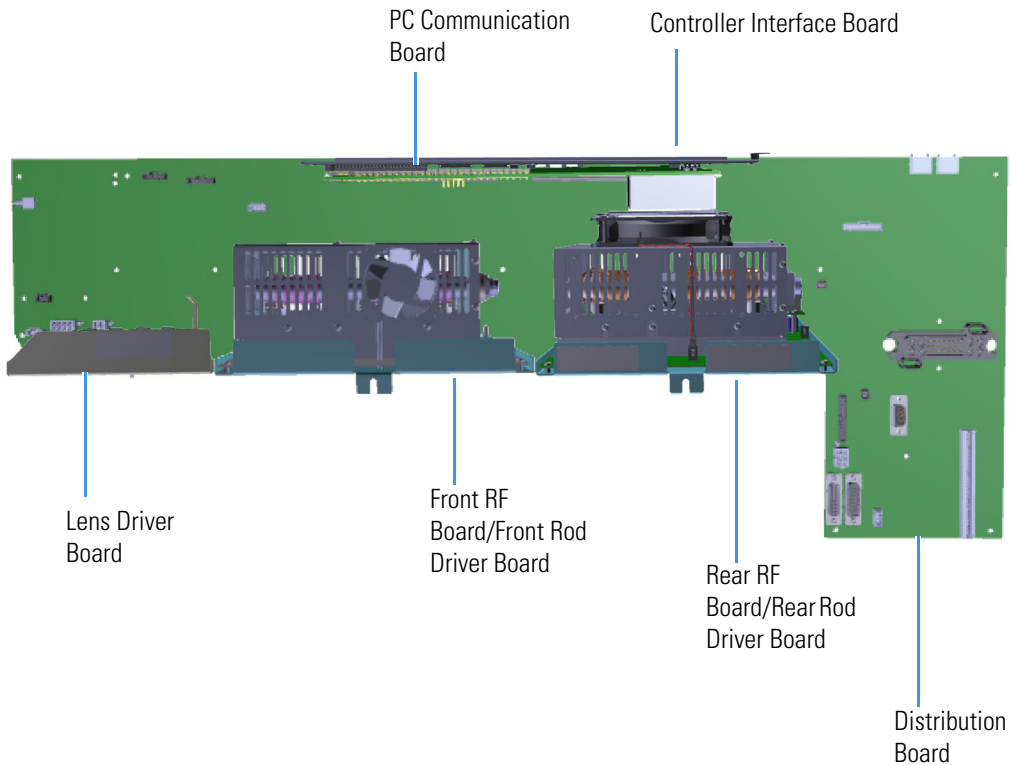 PC Communication
Board
Controller Interface Board
Lens Driver
Board
Front RF
Board/Front Rod
Driver Board
Rear RF
Board/Rear Rod
Driver Board
Distribution
Board